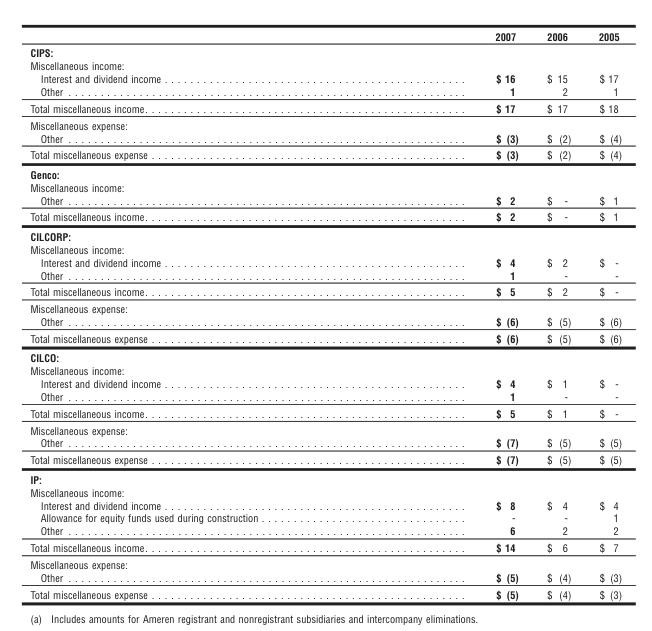 2007 2006 2005
CIPS:
Miscellaneous income:
Interest and dividend income . . . . . . . . . . $ 16 $ 15 $ 17
Other . . . . . . . . . . 1 2 1
Total miscellaneous income. . . . . . . . . . $ 17 $ 17 $ 18
Miscellaneous expense:
Other . . . . . . . . . . $ (3) $ (2) $ (4)
Total miscellaneous expense . . . . . . . . . . $ (3) $ (2) $ (4)
Genco:
Miscellaneous income:
Other . . . . . . . . . . $ 2 $ - $ 1
Total miscellaneous income. . . . . . . . . . $ 2 $ - $ 1
CILCORP:
Miscellaneous income:
Interest and dividend income . . . . . . . . . . $ 4 $ 2 $ -
Other . . . . . . . . . . 1 - -
Total miscellaneous income. . . . . . . . . . $ 5 $ 2 $ -
Miscellaneous expense:
Other . . . . . . . . . . $ (6) $ (5) $ (6)
Total miscellaneous expense . . . . . . . . . . $ (6) $ (5) $ (6)
CILCO:
Miscellaneous income:
Interest and dividend income . . . . . . . . . . $ 4 $ 1 $ -
Other . . . . . . . . . . 1 - -
Total miscellaneous income. . . . . . . . . . $ 5 $ 1 $ -
Miscellaneous expense:
Other . . . . . . . . . . $ (7) $ (5) $ (5)
Total miscellaneous expense . . . . . . . . . . $ (7) $ (5) $ (5)
IP:
Miscellaneous income:
Interest and dividend income . . . . . . . . . . $ 8 $ 4 $ 4
Allowance for equity funds used during construction . . . . . . . . . . - - 1
Other . . . . . . . . . . 6 2 2
Total miscellaneous income. . . . . . . . . . $ 14 $ 6 $ 7
Miscellaneous expense:
Other . . . . . . . . . . $ (5) $ (4) $ (3)
Total miscellaneous expense . . . . . . . . . . $ (5) $ (4) $ (3)
(a) Includes amounts for Ameren registrant and nonregistrant subsidiaries and intercompany eliminations.